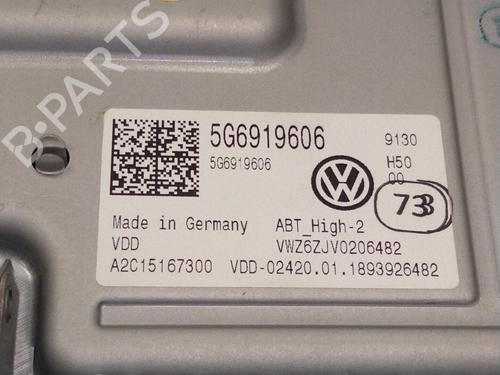 B-PARTS
5G6919606
5G6919606
9130
H50
00
73
Made in Germany
ABT_High-2
VDD
VWZ6ZJV0206482
A2C15167300
VDD-02420.01.1893926482